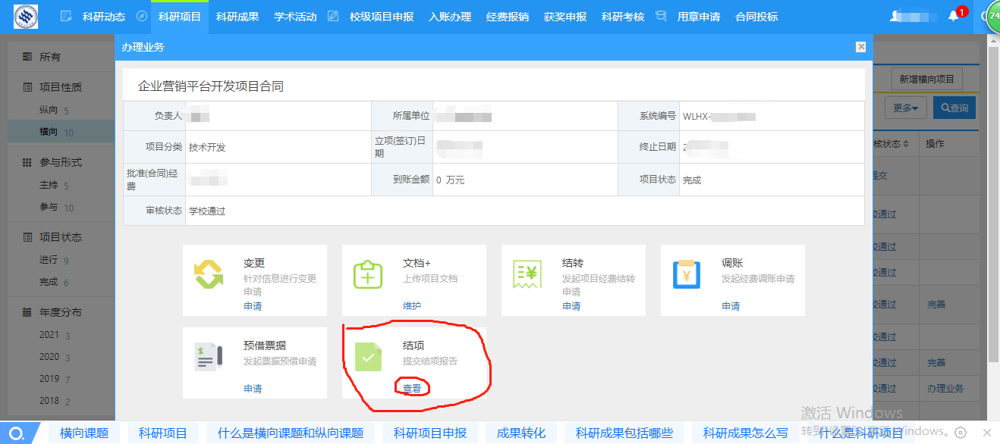 科研动态 科研项目 科研成果 学术活动 校级项目申报 入账办理 经费报销 获奖申报 科研考核 用章申请 合同投标 1 74
办理业务
所有
项目性质
纵向 5
横向 10
参与形式
主持 5
参与 10
项目状态
进行 9
完成 6
年度分布
2021 3
2020 3
2019 7
2018 2
企业营销平台开发项目合同
负责人 所属单位 系统编号 WLHX-
项目分类 技术开发 立项(签订)日期 终止日期 2
批准(合同)经费 到账金额 0 万元 项目状态 完成
审核状态 学校通过
变更
针对信息进行变更
申请
申请
文档+
上传项目文档
维护
结转
发起项目经费结转
申请
申请
调账
发起经费调账申请
申请
预借票据
发起票据预借申请
申请
结项
提交结项报告
查看
新增横向项目
更多 查询
核状态 操作
提交
校通过
校通过
校通过
校通过 完善
校通过
校通过 完善
校通过 办理业务
激活 Windows
转到"设置"以激活 Windows。
横向课题 科研项目 什么是横向课题和纵向课题 科研项目申报 成果转化 科研成果包括哪些 科研成果怎么写 什么是科研项目